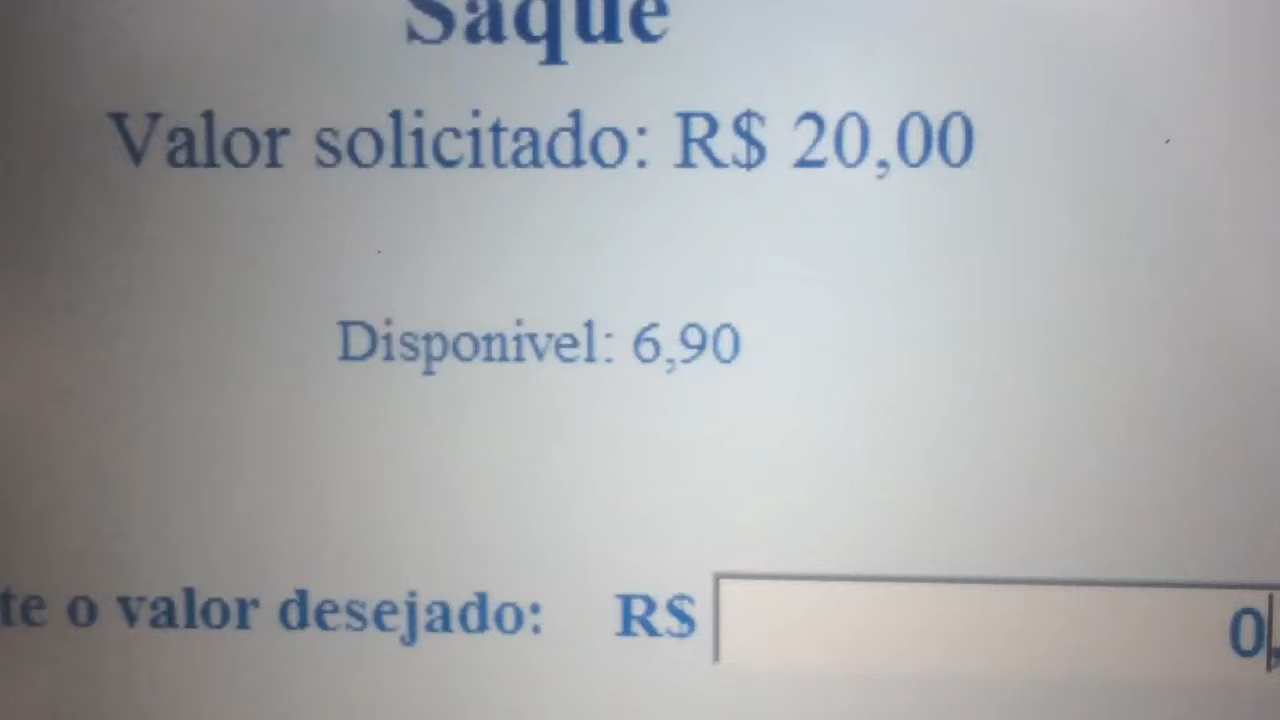 Saque
Valor solicitado: R$ 20,00
Disponivel: 6,90
te o valor desejado: R$ 0,